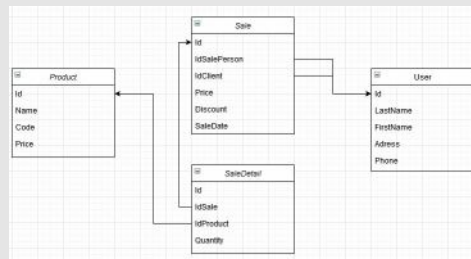 Product
Id
Name
Code
Price
Sale
Id
IdSalePerson
IdClient
Price
Discount
SaleDate
SaleDetail
Id
IdSale
IdProduct
Quantity
User
Id
LastName
FirstName
Adress
Phone